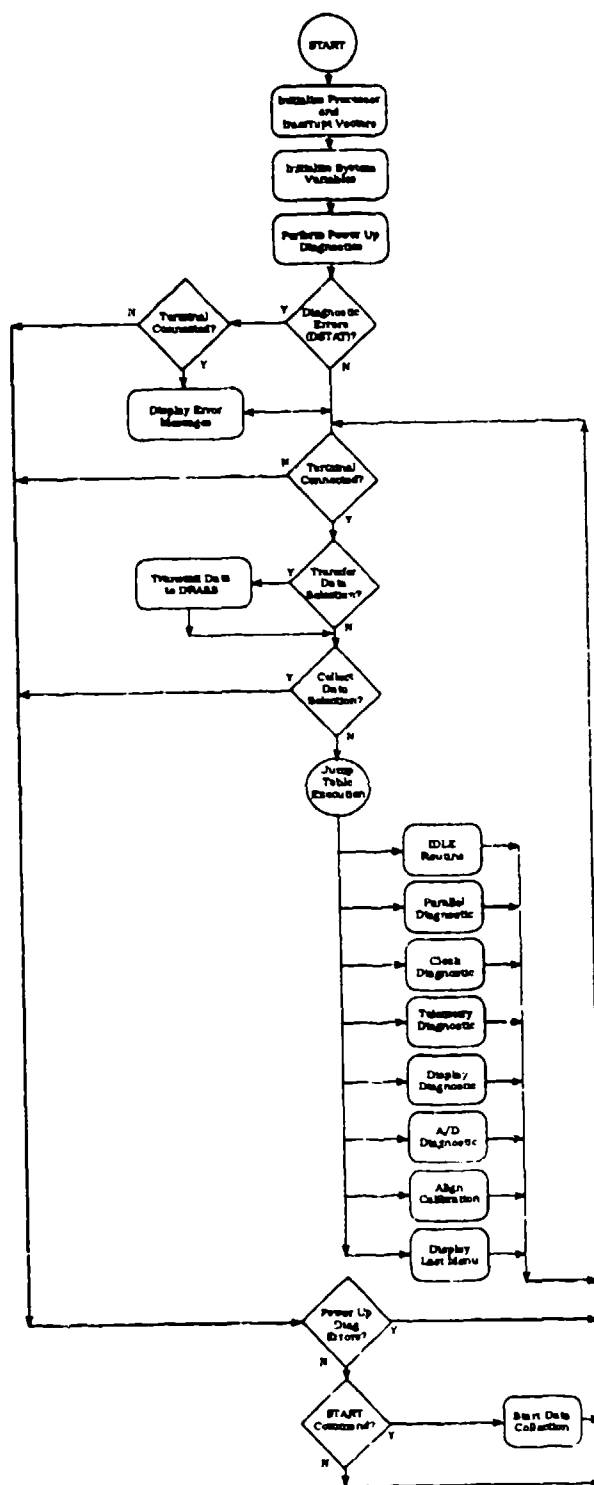 START
Initialize Processor
and
Interrupt Vectors
Initialize System
Variables
Perform Power Up
Diagnostics
Diagnostic
Errors
(DSTAT)?
Y
N
Terminal
Connected?
N
Y
Display Error
Messages
Terminal
Connected?
N
Y
Transfer
Data
Selection?
Y
N
Transmit Data
to DRASS
Collect
Data
Selection?
Y
N
Jump
Table
Execution
IDLE
Routine
Parallel
Diagnostic
Clock
Diagnostic
Telemetry
Diagnostic
Display
Diagnostic
A/D
Diagnostic
Align
Calibration
Display
Last Menu
Power Up
Diag
Errors?
Y
N
START
Command?
Y
N
Start Data
Collection